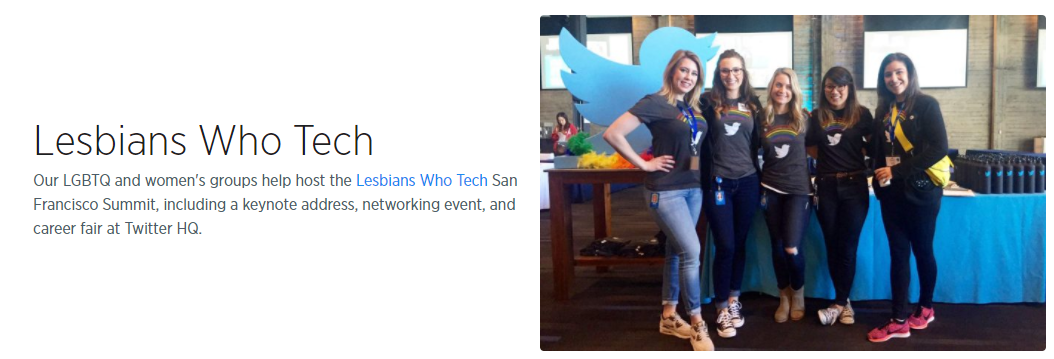 Lesbians Who Tech
Our LGBTQ and women's groups help host the Lesbians Who Tech San
Francisco Summit, including a keynote address, networking event, and
career fair at Twitter HQ.